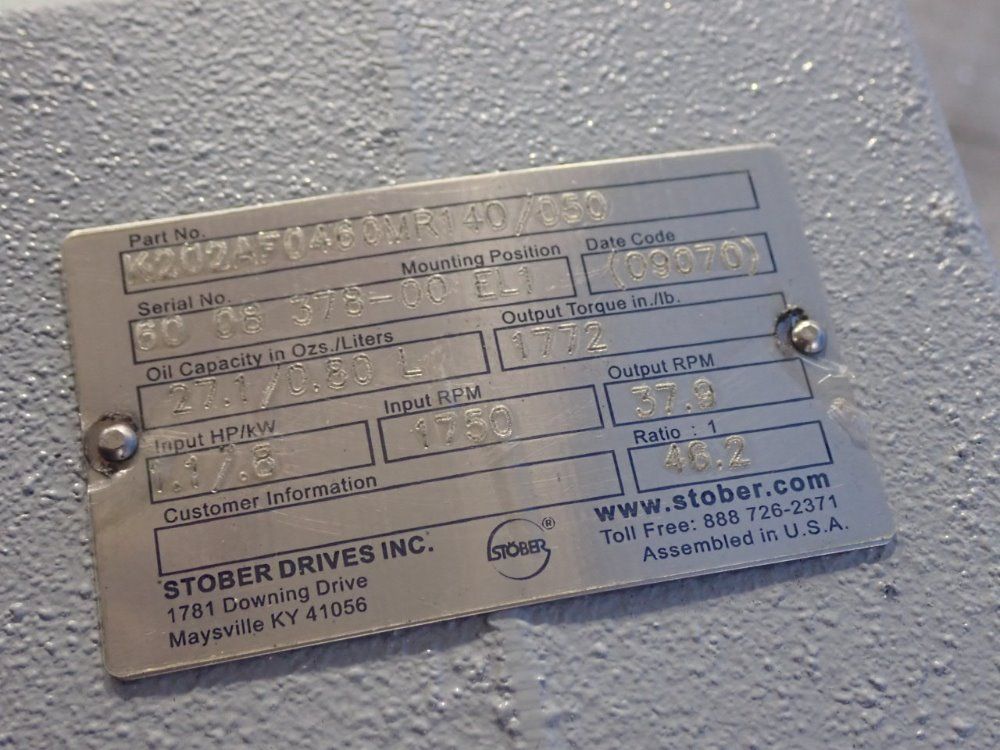 Part No.
K202AF0460MR140/050
Serial No. Mounting Position Date Code
60 08 378-00 EL1 (09070)
Oil Capacity in Ozs./Liters Output Torque in./lb.
27.1/0.80 L 1772
Input HP/kW Input RPM Output RPM
1.1/.8 1750 37.9
Customer Information Ratio : 1
46.2
STOBER DRIVES INC.
1781 Downing Drive
Maysville KY 41056
STÖBER ®
www.stober.com
Toll Free: 888 726-2371
Assembled in U.S.A.